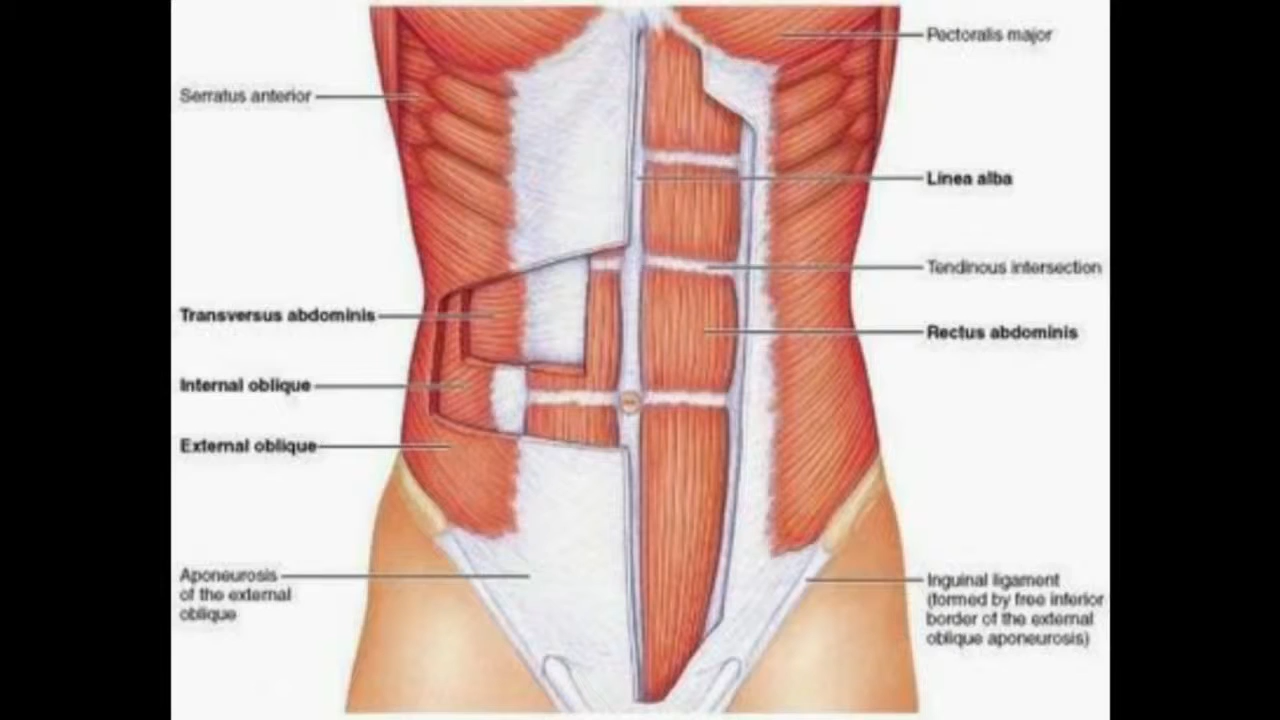 Serratus anterior
Transversus abdominis
Internal oblique
External oblique
Aponeurosis
of the external
oblique
Pectoralis major
Linea alba
Tendinous intersection
Rectus abdominis
Inguinal ligament
(formed by free inferior
border of the external
oblique aponeurosis)